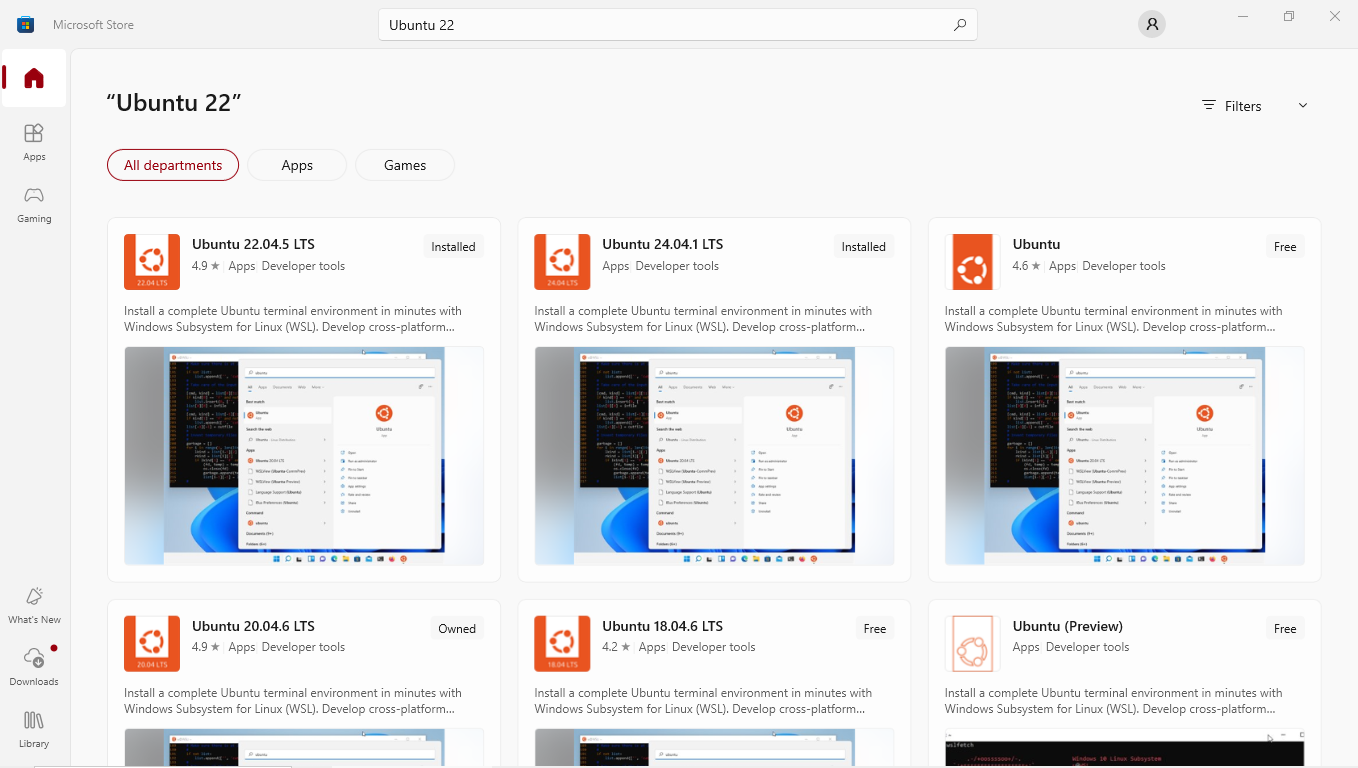 Microsoft Store
Ubuntu 22
“Ubuntu 22”
Filters
All departments
Apps
Games
Apps
Gaming
What's New
Downloads
Library
22.04 LTS
Ubuntu 22.04.5 LTS
Installed
4.9 ★ Apps Developer tools
Install a complete Ubuntu terminal environment in minutes with
Windows Subsystem for Linux (WSL). Develop cross-platform...
24.04 LTS
Ubuntu 24.04.1 LTS
Installed
Apps Developer tools
Install a complete Ubuntu terminal environment in minutes with
Windows Subsystem for Linux (WSL). Develop cross-platform...
Ubuntu
Free
4.6 ★ Apps Developer tools
Install a complete Ubuntu terminal environment in minutes with
Windows Subsystem for Linux (WSL). Develop cross-platform...
20.04 LTS
Ubuntu 20.04.6 LTS
Owned
4.9 ★ Apps Developer tools
Install a complete Ubuntu terminal environment in minutes with
Windows Subsystem for Linux (WSL). Develop cross-platform...
18.04 LTS
Ubuntu 18.04.6 LTS
Free
4.2 ★ Apps Developer tools
Install a complete Ubuntu terminal environment in minutes with
Windows Subsystem for Linux (WSL). Develop cross-platform...
Ubuntu (Preview)
Free
Apps Developer tools
Install a complete Ubuntu terminal environment in minutes with
Windows Subsystem for Linux (WSL). Develop cross-platform...
wslfetch
Windows 10 Linux Subsystem